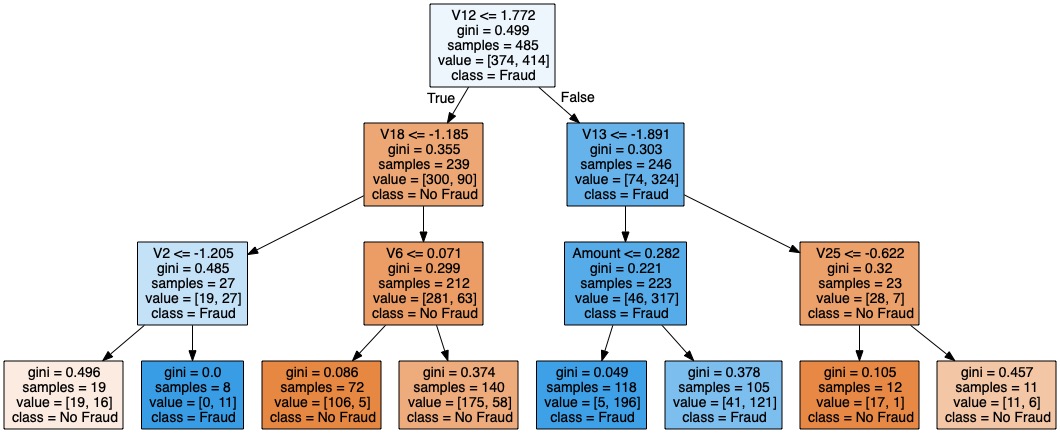 V12 <= 1.772
gini = 0.499
samples = 485
value = [374, 414]
class = Fraud
True
False
V18 <= -1.185
gini = 0.355
samples = 239
value = [300, 90]
class = No Fraud
V13 <= -1.891
gini = 0.303
samples = 246
value = [74, 324]
class = Fraud
V2 <= -1.205
gini = 0.485
samples = 27
value = [19, 27]
class = Fraud
V6 <= 0.071
gini = 0.299
samples = 212
value = [281, 63]
class = No Fraud
Amount <= 0.282
gini = 0.221
samples = 223
value = [46, 317]
class = Fraud
V25 <= -0.622
gini = 0.32
samples = 23
value = [28, 7]
class = No Fraud
gini = 0.496
samples = 19
value = [19, 16]
class = No Fraud
gini = 0.0
samples = 8
value = [0, 11]
class = Fraud
gini = 0.086
samples = 72
value = [106, 5]
class = No Fraud
gini = 0.374
samples = 140
value = [175, 58]
class = No Fraud
gini = 0.049
samples = 118
value = [5, 196]
class = Fraud
gini = 0.378
samples = 105
value = [41, 121]
class = Fraud
gini = 0.105
samples = 12
value = [17, 1]
class = No Fraud
gini = 0.457
samples = 11
value = [11, 6]
class = No Fraud